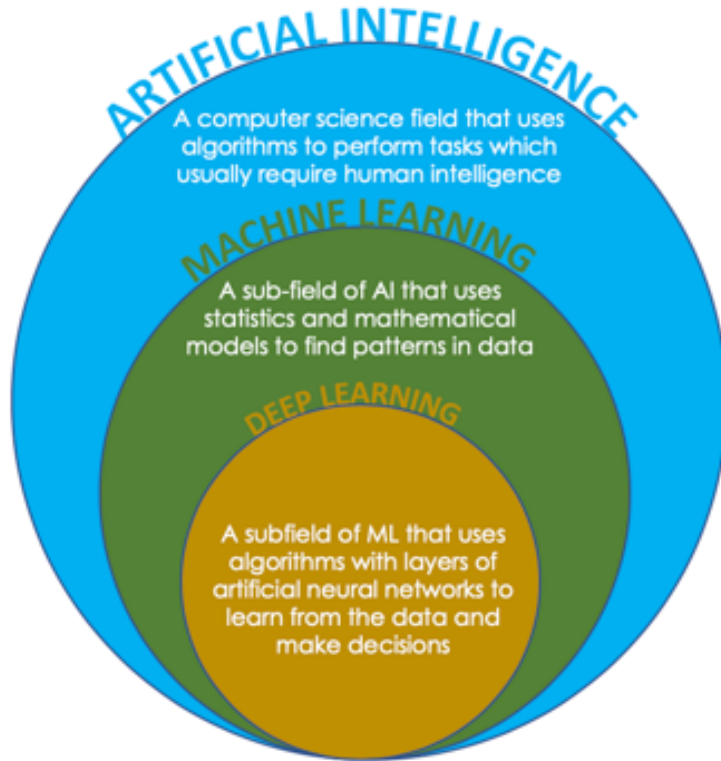 ARTIFICIAL INTELLIGENCE
A computer science field that uses
algorithms to perform tasks which
usually require human intelligence
MACHINE LEARNING
A sub-field of AI that uses
statistics and mathematical
models to find patterns in data
DEEP LEARNING
A subfield of ML that uses
algorithms with layers of
artificial neural networks to
learn from the data and
make decisions